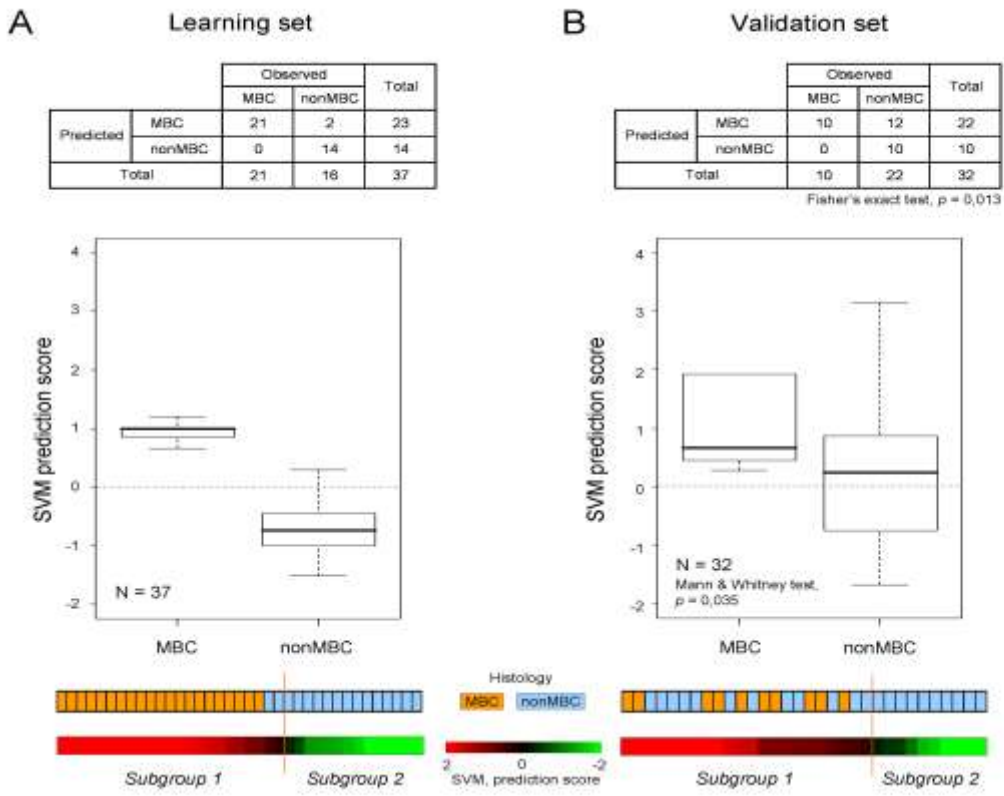 A Learning set
Observed Total
MBC nonMBC
Predicted MBC 21 2 23
nonMBC 0 14 14
Total 21 16 37
4
3
2
1
0
-1
-2
SVM prediction score
N = 37
MBC nonMBC
Subgroup 1 Subgroup 2
B Validation set
Observed Total
MBC nonMBC
Predicted MBC 10 12 22
nonMBC 0 10 10
Total 10 22 32
Fisher's exact test, p = 0,013
4
3
2
1
0
-1
-2
SVM prediction score
N = 32
Mann & Whitney test,
p = 0,035
MBC nonMBC
Histology
MBC nonMBC
2 0 -2
SVM, prediction score
Subgroup 1 Subgroup 2